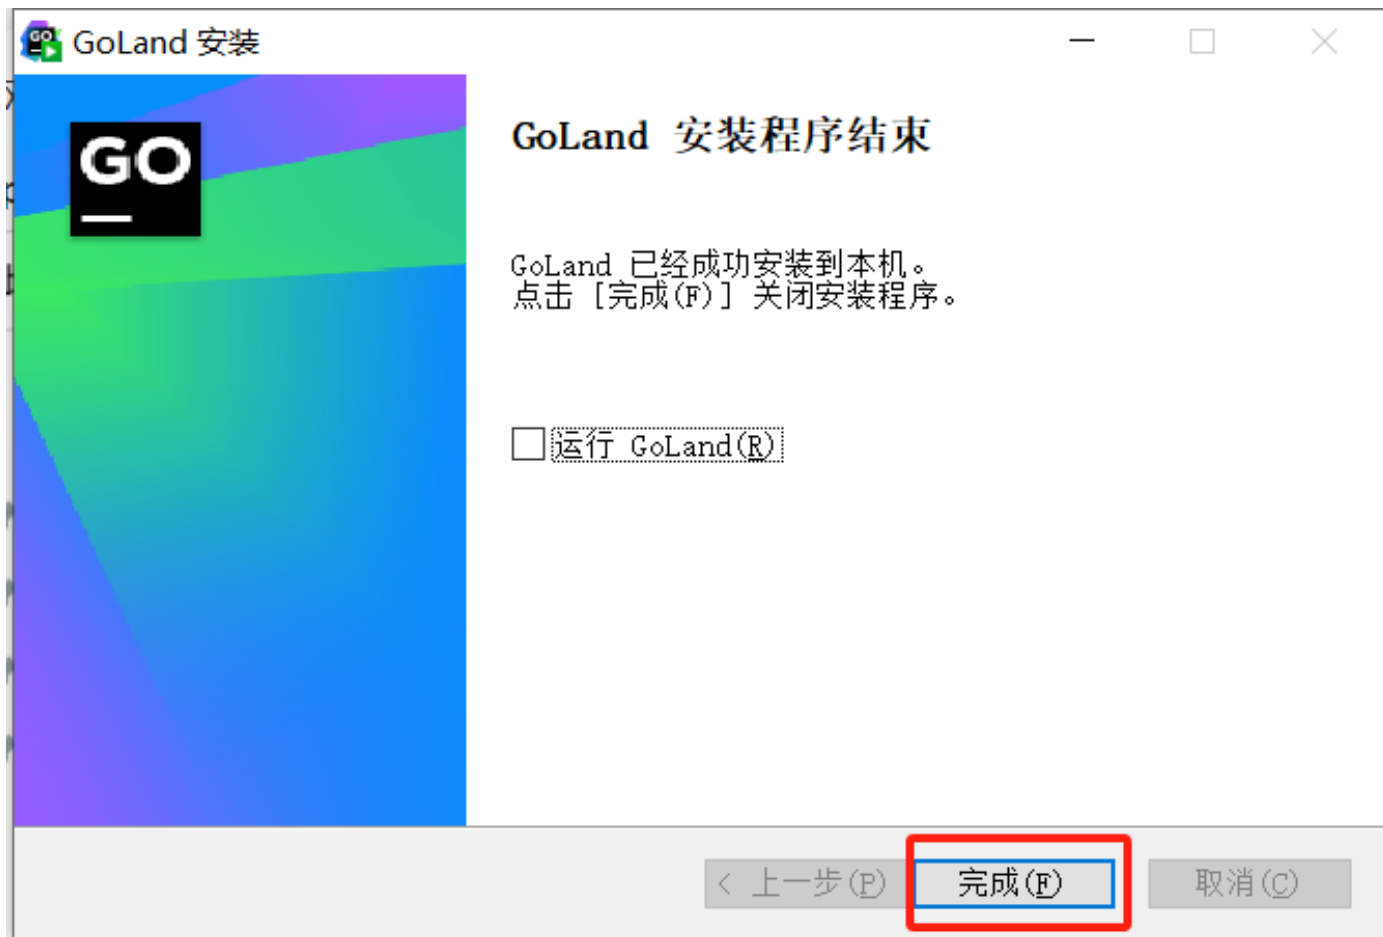 GoLand 安装
GO
GoLand 安装程序结束
GoLand 已经成功安装到本机。
点击 [完成(F)] 关闭安装程序。
运行 GoLand(R)
< 上一步(P)
完成(F)
取消(C)